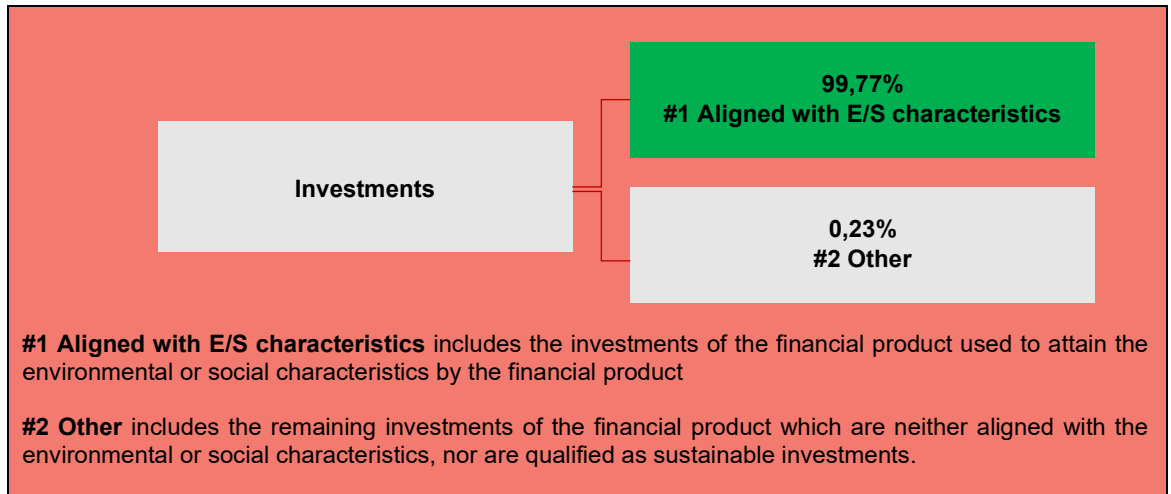 99,77%
#1 Aligned with E/S characteristics
Investments
0,23%
#2 Other
#1 Aligned with E/S characteristics includes the investments of the financial product used to attain the
environmental or social characteristics by the financial product
#2 Other includes the remaining investments of the financial product which are neither aligned with the
environmental or social characteristics, nor are qualified as sustainable investments.